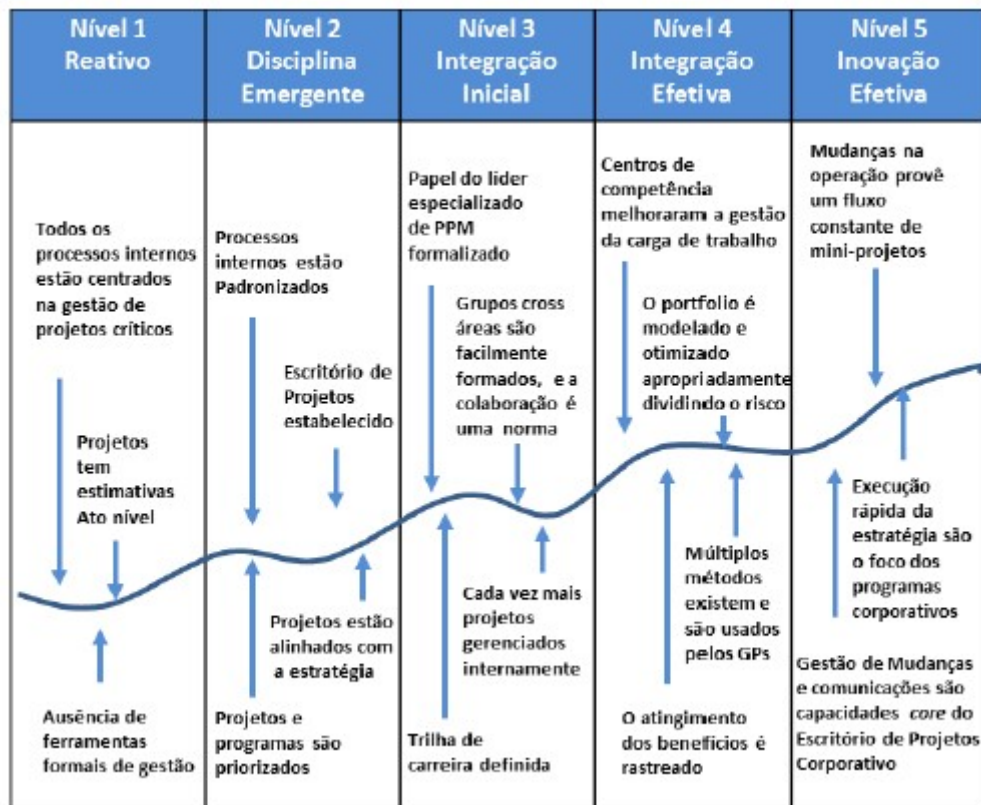 Nível 1
Reativo
Nível 2
Disciplina
Emergente
Nível 3
Integração
Inicial
Nível 4
Integração
Efetiva
Nível 5
Inovação
Efetiva
Todos os
processos internos
estão centrados
na gestão de
projetos críticos
Projetos
tem
estimativas
Ato nível
Ausência de
ferramentas
formais de gestão
Processos
internos estão
Padronizados
Escritório de
Projetos
estabelecido
Projetos estão
alinhados com
a estratégia
Projetos e
programas são
priorizados
Papel do líder
especializado
de PPM
formalizado
Grupos cross
áreas são
facilmente
formados, e a
colaboração é
uma norma
Cada vez mais
projetos
gerenciados
internamente
Trilha de
carreira definida
Centros de
competência
melhoraram a gestão
da carga de trabalho
O portfolio é
modelado e
otimizado
apropriadamente
dividindo o risco
Múltiplos
métodos
existem e
são usados
pelos GPs
O atingimento
dos benefícios é
rastreado
Mudanças na
operação provê
um fluxo
constante de
mini-projetos
Execução
rápida da
estratégia são
o foco dos
programas
corporativos
Gestão de Mudanças
e comunicações são
capacidades core do
Escritório de Projetos
Corporativo